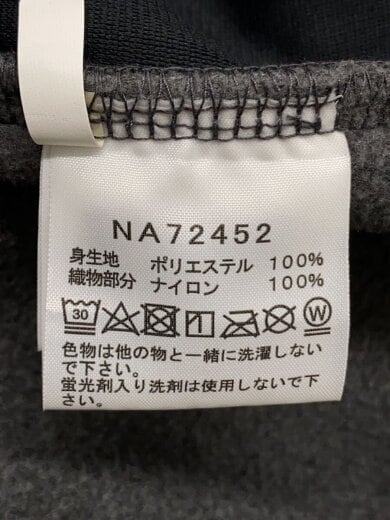 NA72452
身生地 ポリエステル 100%
織物部分 ナイロン 100%
30 W
色物は他の物と一緒に洗濯しない
で下さい。
蛍光剤入り洗剤は使用しないで下
さい。